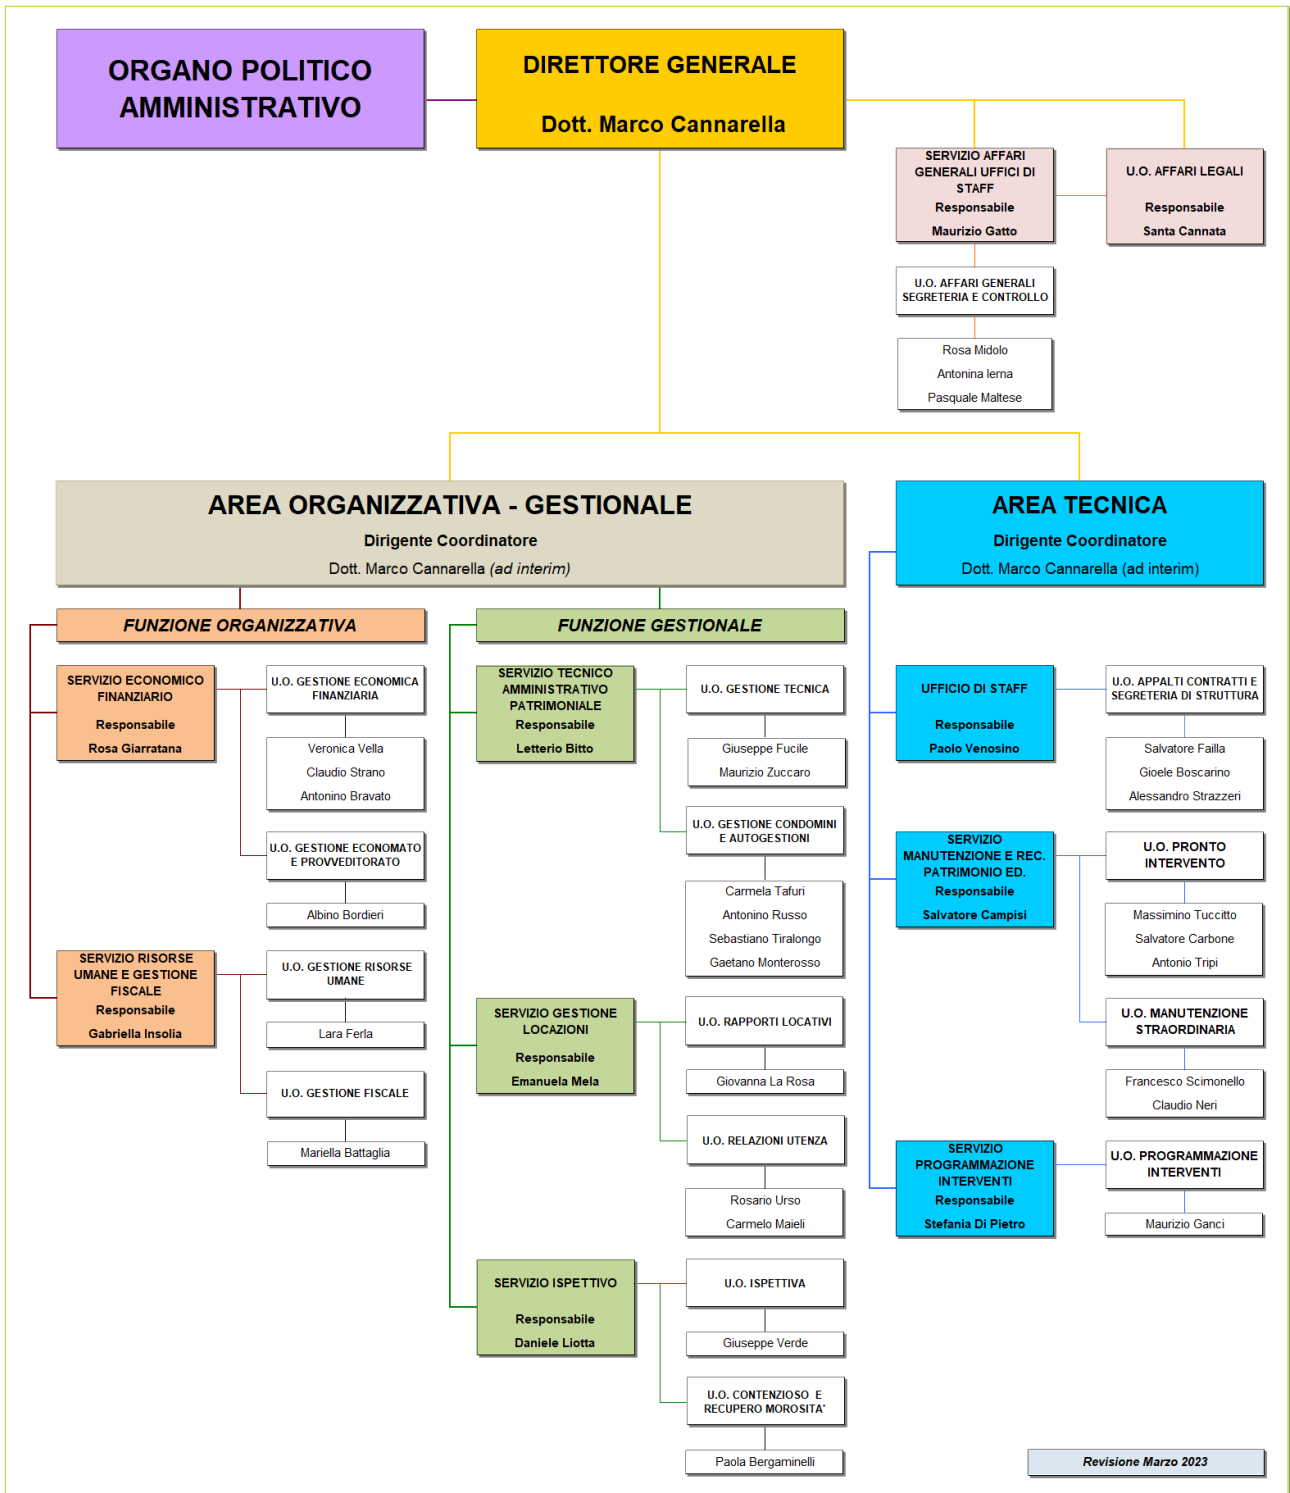 ORGANO POLITICO
AMMINISTRATIVO
DIRETTORE GENERALE
Dott. Marco Cannarella
SERVIZIO AFFARI
GENERALI UFFICI DI
STAFF
Responsabile
Maurizio Gatto
U.O. AFFARI LEGALI
Responsabile
Santa Cannata
U.O. AFFARI GENERALI
SEGRETERIA E CONTROLLO
Rosa Midolo
Antonina Ierna
Pasquale Maltese
AREA ORGANIZZATIVA - GESTIONALE
Dirigente Coordinatore
Dott. Marco Cannarella (ad interim)
AREA TECNICA
Dirigente Coordinatore
Dott. Marco Cannarella (ad interim)
FUNZIONE ORGANIZZATIVA
SERVIZIO ECONOMICO
FINANZIARIO
Responsabile
Rosa Giarratana
U.O. GESTIONE ECONOMICA
FINANZIARIA
Veronica Vella
Claudio Strano
Antonino Bravato
U.O. GESTIONE ECONOMATO
E PROVVEDITORATO
Albino Bordieri
SERVIZIO RISORSE
UMANE E GESTIONE
FISCALE
Responsabile
Gabriella Insolia
U.O. GESTIONE RISORSE
UMANE
Lara Ferla
U.O. GESTIONE FISCALE
Mariella Battaglia
FUNZIONE GESTIONALE
SERVIZIO TECNICO
AMMINISTRATIVO
PATRIMONIALE
Responsabile
Letterio Bitto
U.O. GESTIONE TECNICA
Giuseppe Fucile
Maurizio Zuccaro
U.O. GESTIONE CONDOMINI
E AUTOGESTIONI
Carmela Tafuri
Antonino Russo
Sebastiano Tiralongo
Gaetano Monterosso
SERVIZIO GESTIONE
LOCAZIONI
Responsabile
Emanuela Mela
U.O. RAPPORTI LOCATIVI
Giovanna La Rosa
U.O. RELAZIONI UTENZA
Rosario Urso
Carmelo Maieli
SERVIZIO ISPETTIVO
Responsabile
Daniele Liotta
U.O. ISPETTIVA
Giuseppe Verde
U.O. CONTENZIOSO E
RECUPERO MOROSITA'
Paola Bergaminelli
UFFICIO DI STAFF
Responsabile
Paolo Venosino
U.O. APPALTI CONTRATTI E
SEGRETERIA DI STRUTTURA
Salvatore Failla
Gioele Boscarino
Alessandro Strazzeri
SERVIZIO
MANUTENZIONE E REC.
PATRIMONIO ED.
Responsabile
Salvatore Campisi
U.O. PRONTO
INTERVENTO
Massimino Tuccitto
Salvatore Carbone
Antonio Tripi
U.O. MANUTENZIONE
STRAORDINARIA
Francesco Scimonello
Claudio Neri
SERVIZIO
PROGRAMMAZIONE
INTERVENTI
Responsabile
Stefania Di Pietro
U.O. PROGRAMMAZIONE
INTERVENTI
Maurizio Ganci
Revisione Marzo 2023